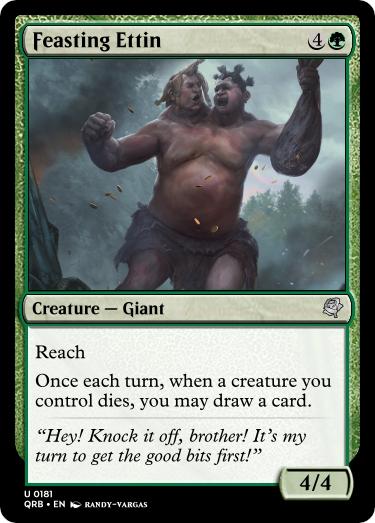 Feasting Ettin 4
Creature — Giant
Reach
Once each turn, when a creature you
control dies, you may draw a card.
“Hey! Knock it off, brother! It’s my
turn to get the good bits first!”
4/4
U 0181
QRB • EN RANDY-VARGAS